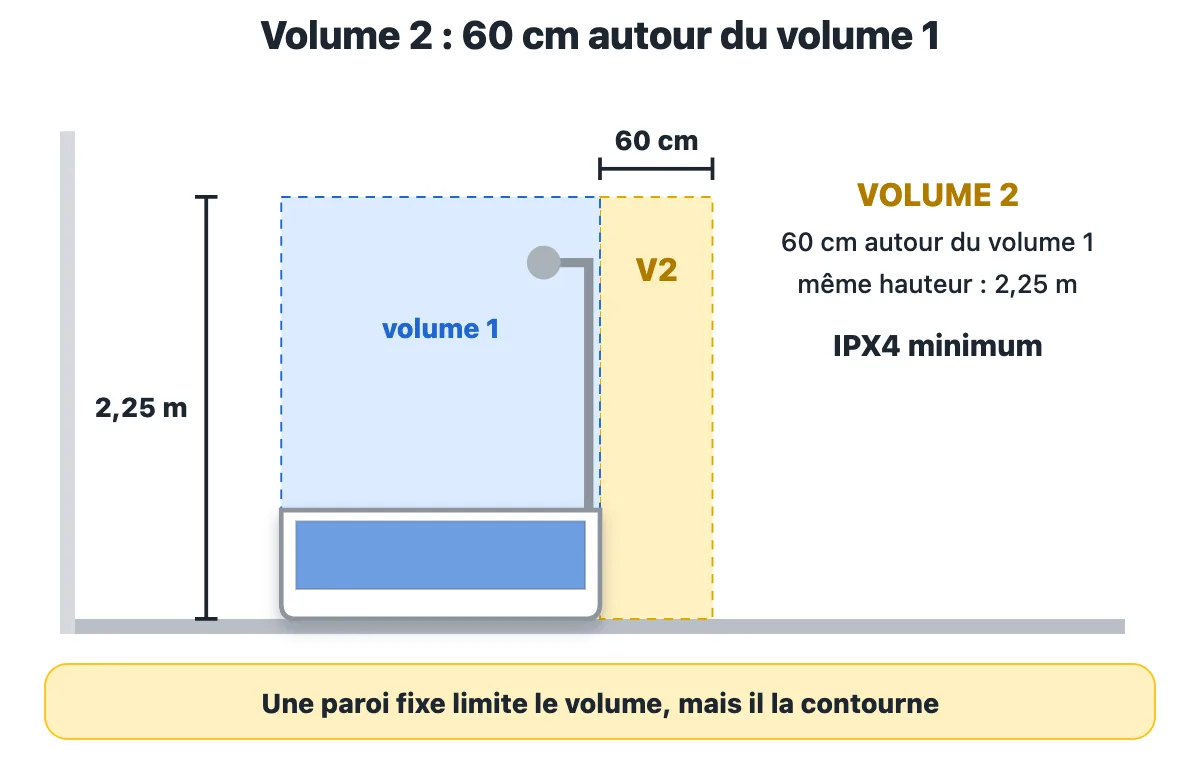 Volume 2 : 60 cm autour du volume 1
60 cm
VOLUME 2
60 cm autour du volume 1
même hauteur : 2,25 m
IPX4 minimum
V2
volume 1
2,25 m
Une paroi fixe limite le volume, mais il la contourne